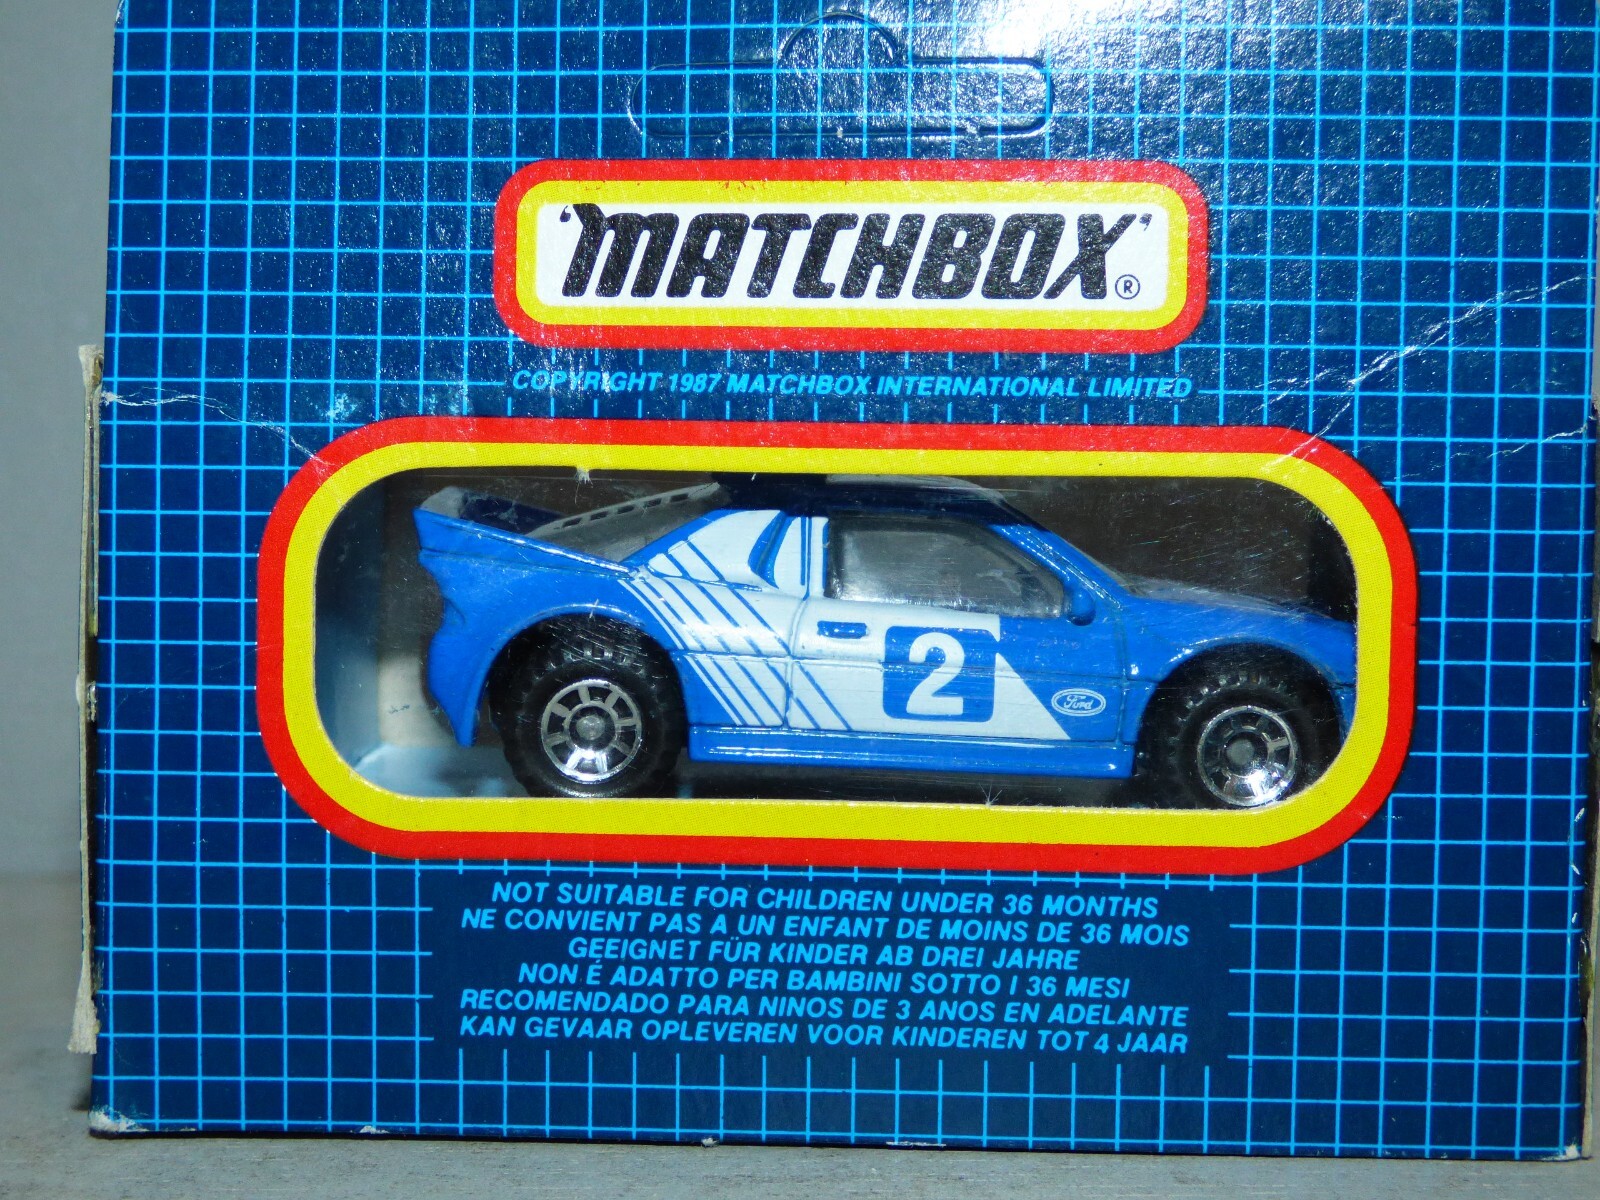 'MATCHBOX'®
COPYRIGHT 1987 MATCHBOX INTERNATIONAL LIMITED
2
Ford
NOT SUITABLE FOR CHILDREN UNDER 36 MONTHS
NE CONVIENT PAS A UN ENFANT DE MOINS DE 36 MOIS
GEEIGNET FÜR KINDER AB DREI JAHRE
NON É ADATTO PER BAMBINI SOTTO I 36 MESI
RECOMENDADO PARA NINOS DE 3 ANOS EN ADELANTE
KAN GEVAAR OPLEVEREN VOOR KINDEREN TOT 4 JAAR